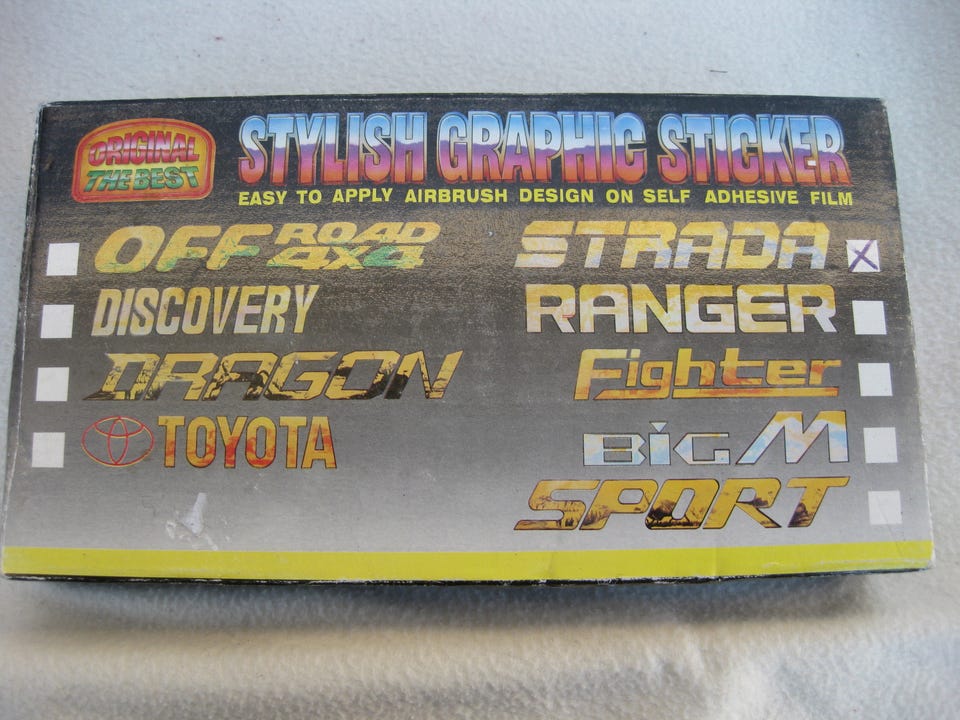 ORIGINAL
THE BEST
STYLISH GRAPHIC STICKER
EASY TO APPLY AIRBRUSH DESIGN ON SELF ADHESIVE FILM
OFF ROAD 4x4
DISCOVERY
DRAGON
TOYOTA
STRADA X
RANGER
Fighter
BiG M
SPORT